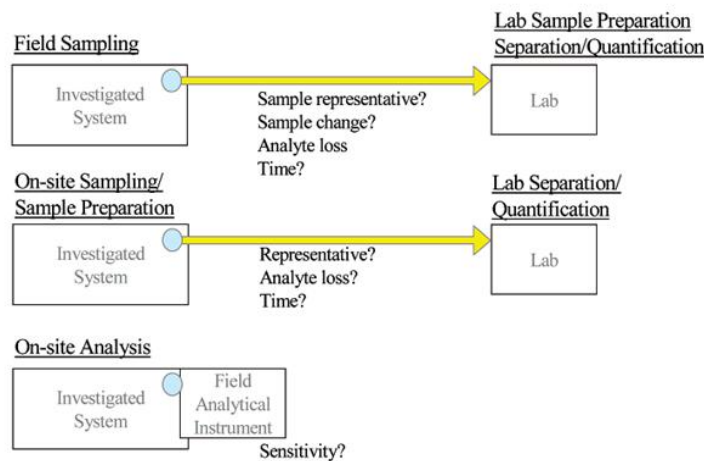 Field Sampling
Lab Sample Preparation
Separation/Quantification
Investigated
System
Sample representative?
Sample change?
Analyte loss
Time?
Lab
On-site Sampling/
Sample Preparation
Lab Separation/
Quantification
Investigated
System
Representative?
Analyte loss?
Time?
Lab
On-site Analysis
Investigated
System
Field
Analytical
Instrument
Sensitivity?